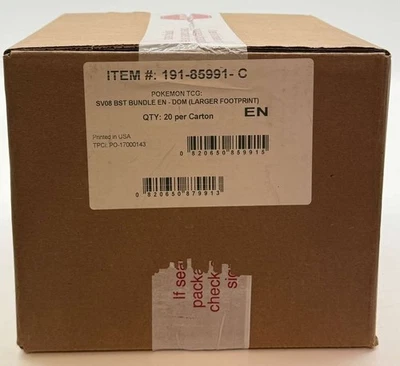 ITEM #: 191-85991- C
POKEMON TCG:
SV08 BST BUNDLE EN - DOM (LARGER FOOTPRINT)
QTY: 20 per Carton
EN
Printed in USA
TPCI, PO-17000143
0 820650 859915
0 820650 879913
If sea
packa
check
sig